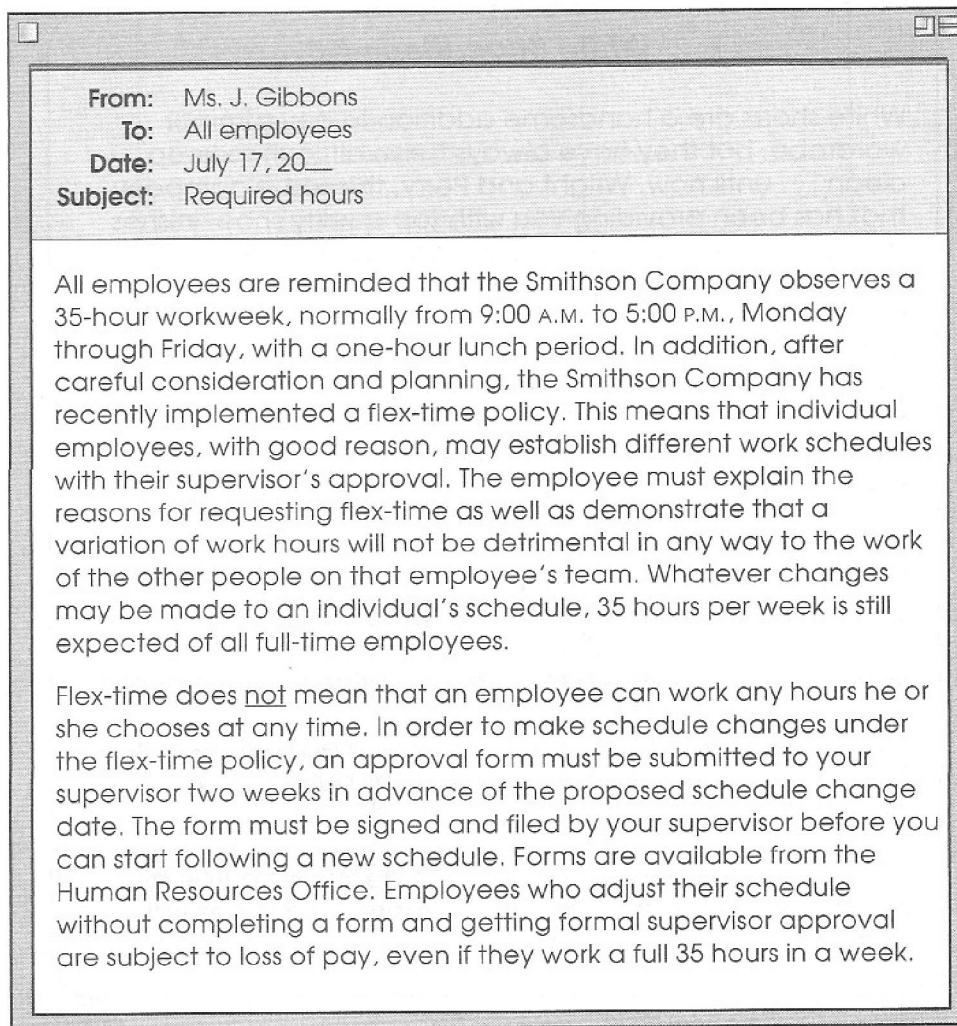 From: Ms. J. Gibbons
To: All employees
Date: July 17, 20__
Subject: Required hours
All employees are reminded that the Smithson Company observes a
35-hour workweek, normally from 9:00 A.M. to 5:00 P.M., Monday
through Friday, with a one-hour lunch period. In addition, after
careful consideration and planning, the Smithson Company has
recently implemented a flex-time policy. This means that individual
employees, with good reason, may establish different work schedules
with their supervisor's approval. The employee must explain the
reasons for requesting flex-time as well as demonstrate that a
variation of work hours will not be detrimental in any way to the work
of the other people on that employee's team. Whatever changes
may be made to an individual's schedule, 35 hours per week is still
expected of all full-time employees.
Flex-time does not mean that an employee can work any hours he or
she chooses at any time. In order to make schedule changes under
the flex-time policy, an approval form must be submitted to your
supervisor two weeks in advance of the proposed schedule change
date. The form must be signed and filed by your supervisor before you
can start following a new schedule. Forms are available from the
Human Resources Office. Employees who adjust their schedule
without completing a form and getting formal supervisor approval
are subject to loss of pay, even if they work a full 35 hours in a week.